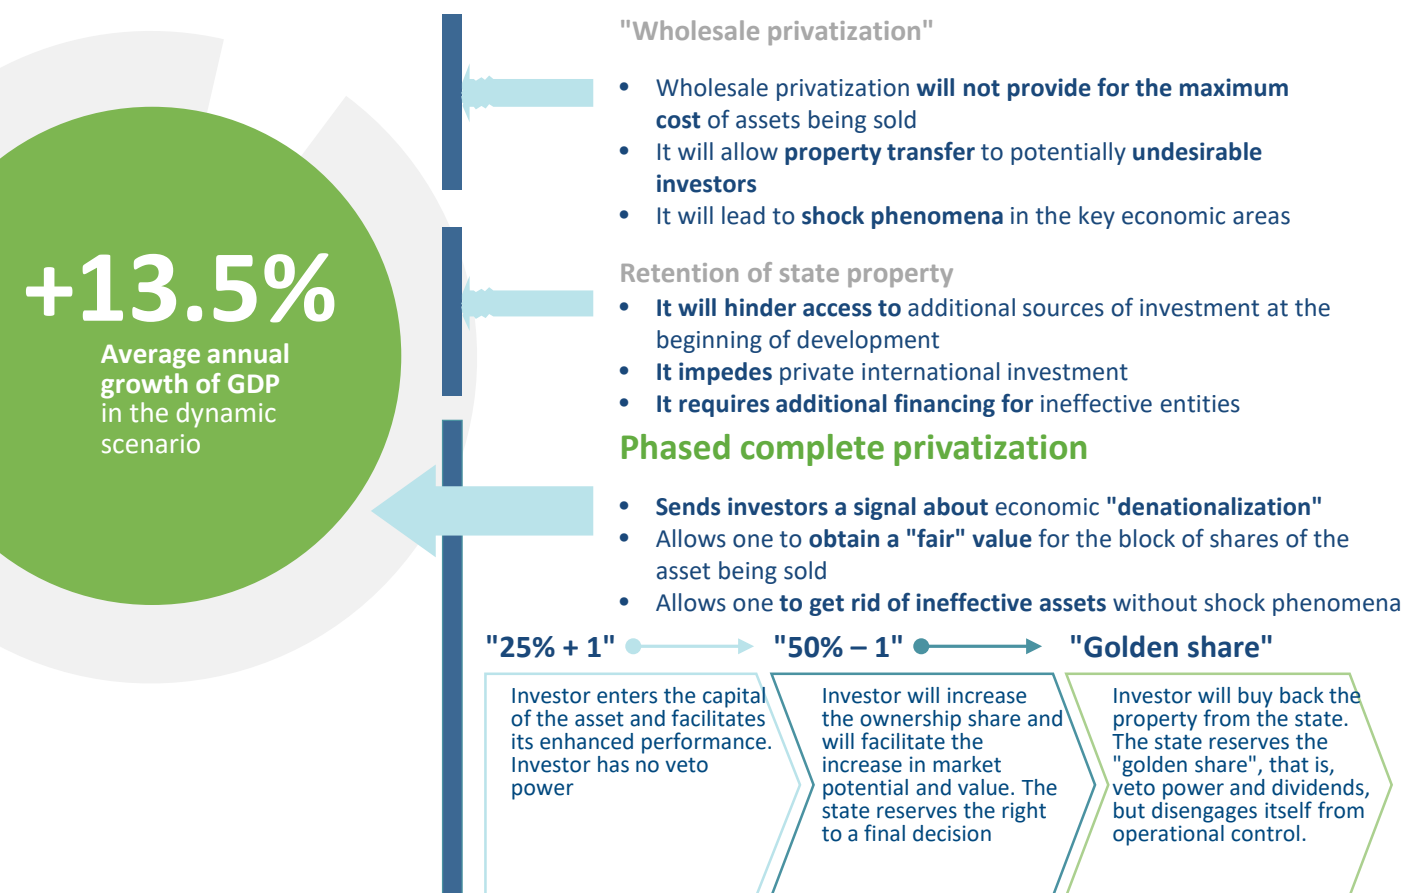 +13.5%
Average annual
growth of GDP
in the dynamic
scenario
"Wholesale privatization"
• Wholesale privatization will not provide for the maximum
cost of assets being sold
• It will allow property transfer to potentially undesirable
investors
• It will lead to shock phenomena in the key economic areas
Retention of state property
• It will hinder access to additional sources of investment at the
beginning of development
• It impedes private international investment
• It requires additional financing for ineffective entities
Phased complete privatization
• Sends investors a signal about economic "denationalization"
• Allows one to obtain a "fair" value for the block of shares of the
asset being sold
• Allows one to get rid of ineffective assets without shock phenomena
"25% + 1"
Investor enters the capital
of the asset and facilitates
its enhanced performance.
Investor has no veto
power
"50% – 1"
Investor will increase
the ownership share and
will facilitate the
increase in market
potential and value. The
state reserves the right
to a final decision
"Golden share"
Investor will buy back the
property from the state.
The state reserves the
"golden share", that is,
veto power and dividends,
but disengages itself from
operational control.